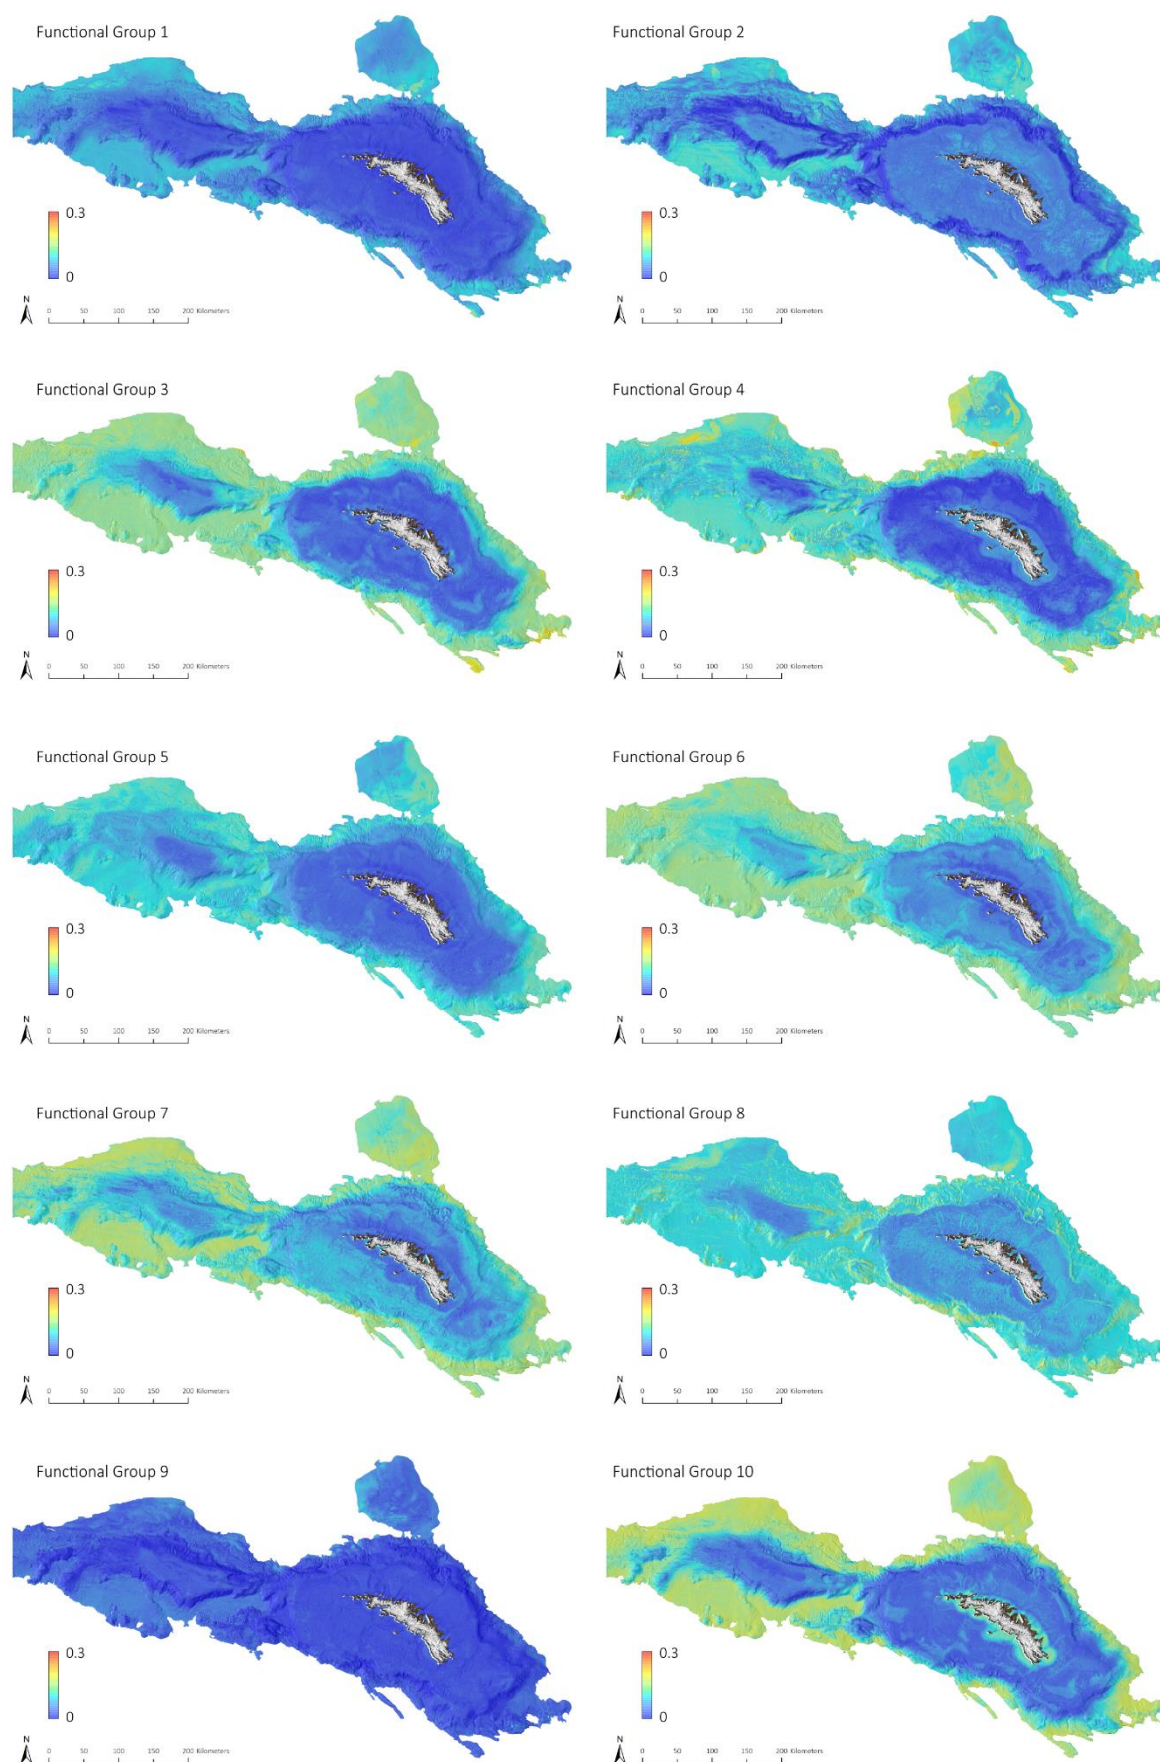 Functional Group 1
0.3
0
N
0 50 100 150 200 Kilometers
Functional Group 2
0.3
0
N
0 50 100 150 200 Kilometers
Functional Group 3
0.3
0
N
0 50 100 150 200 Kilometers
Functional Group 4
0.3
0
N
0 50 100 150 200 Kilometers
Functional Group 5
0.3
0
N
0 50 100 150 200 Kilometers
Functional Group 6
0.3
0
N
0 50 100 150 200 Kilometers
Functional Group 7
0.3
0
N
0 50 100 150 200 Kilometers
Functional Group 8
0.3
0
N
0 50 100 150 200 Kilometers
Functional Group 9
0.3
0
N
0 50 100 150 200 Kilometers
Functional Group 10
0.3
0
N
0 50 100 150 200 Kilometers